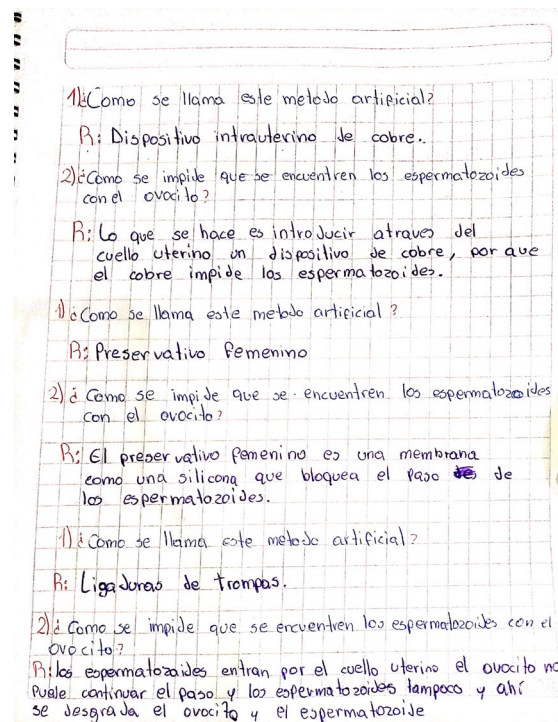 1)¿Como se llama este metodo artificial?
R: Dispositivo intrauterino de cobre.
2)¿Como se impide que se encuentren los espermatozoides
con el ovocito?
R: Lo que se hace es introducir atraves del
cuello uterino un dispositivo de cobre, por que
el cobre impide los espermatozoides.
1)¿Como se llama este metodo artificial?
R: Preservativo femenino
2)¿Como se impide que se encuentren los espermatozoides
con el ovocito?
R: El preservativo femenino es una membrana
como una silicona que bloquea el paso de
los espermatozoides.
1)¿Como se llama este metodo artificial?
R: Ligaduras de trompas.
2)¿Como se impide que se encuentren los espermatozoides con el
ovocito?
R: los espermatozoides entran por el cuello uterino el ovocito no
puede continuar el paso y los espermatozoides tampoco y ahí
se desgrada el ovocito y el espermatozoide